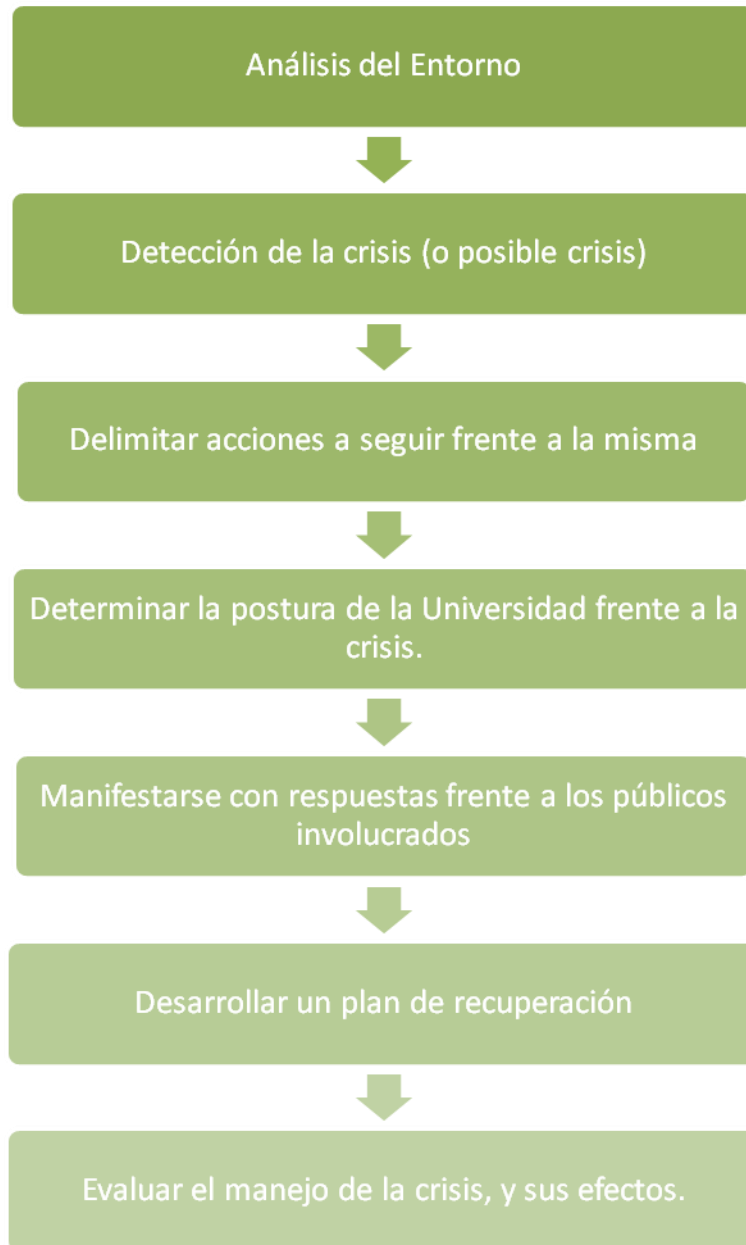 Análisis del Entorno
Detección de la crisis (o posible crisis)
Delimitar acciones a seguir frente a la misma
Determinar la postura de la Universidad frente a la
crisis.
Manifestarse con respuestas frente a los públicos
involucrados
Desarrollar un plan de recuperación
Evaluar el manejo de la crisis, y sus efectos.